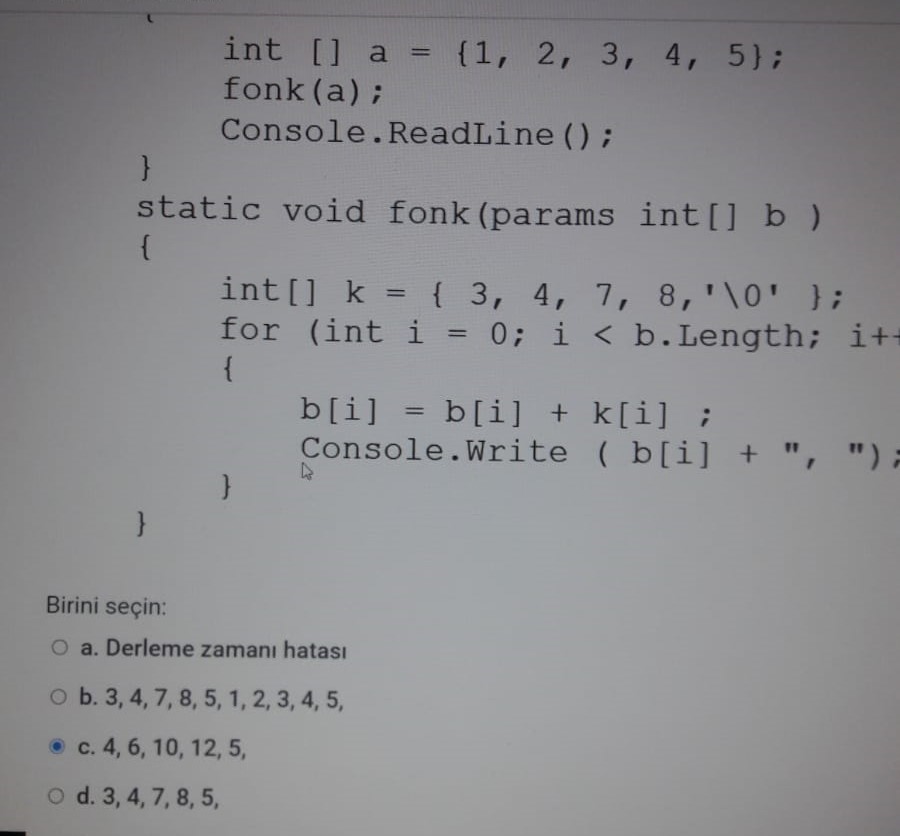 {
int [] a = {1, 2, 3, 4, 5};
fonk(a);
Console.ReadLine();
}
static void fonk(params int[] b )
{
int[] k = { 3, 4, 7, 8,'\0' };
for (int i = 0; i < b.Length; i++
{
b[i] = b[i] + k[i] ;
Console.Write ( b[i] + ", ");
}
}
Birini seçin:
a. Derleme zamanı hatası
b. 3, 4, 7, 8, 5, 1, 2, 3, 4, 5,
c. 4, 6, 10, 12, 5,
d. 3, 4, 7, 8, 5,